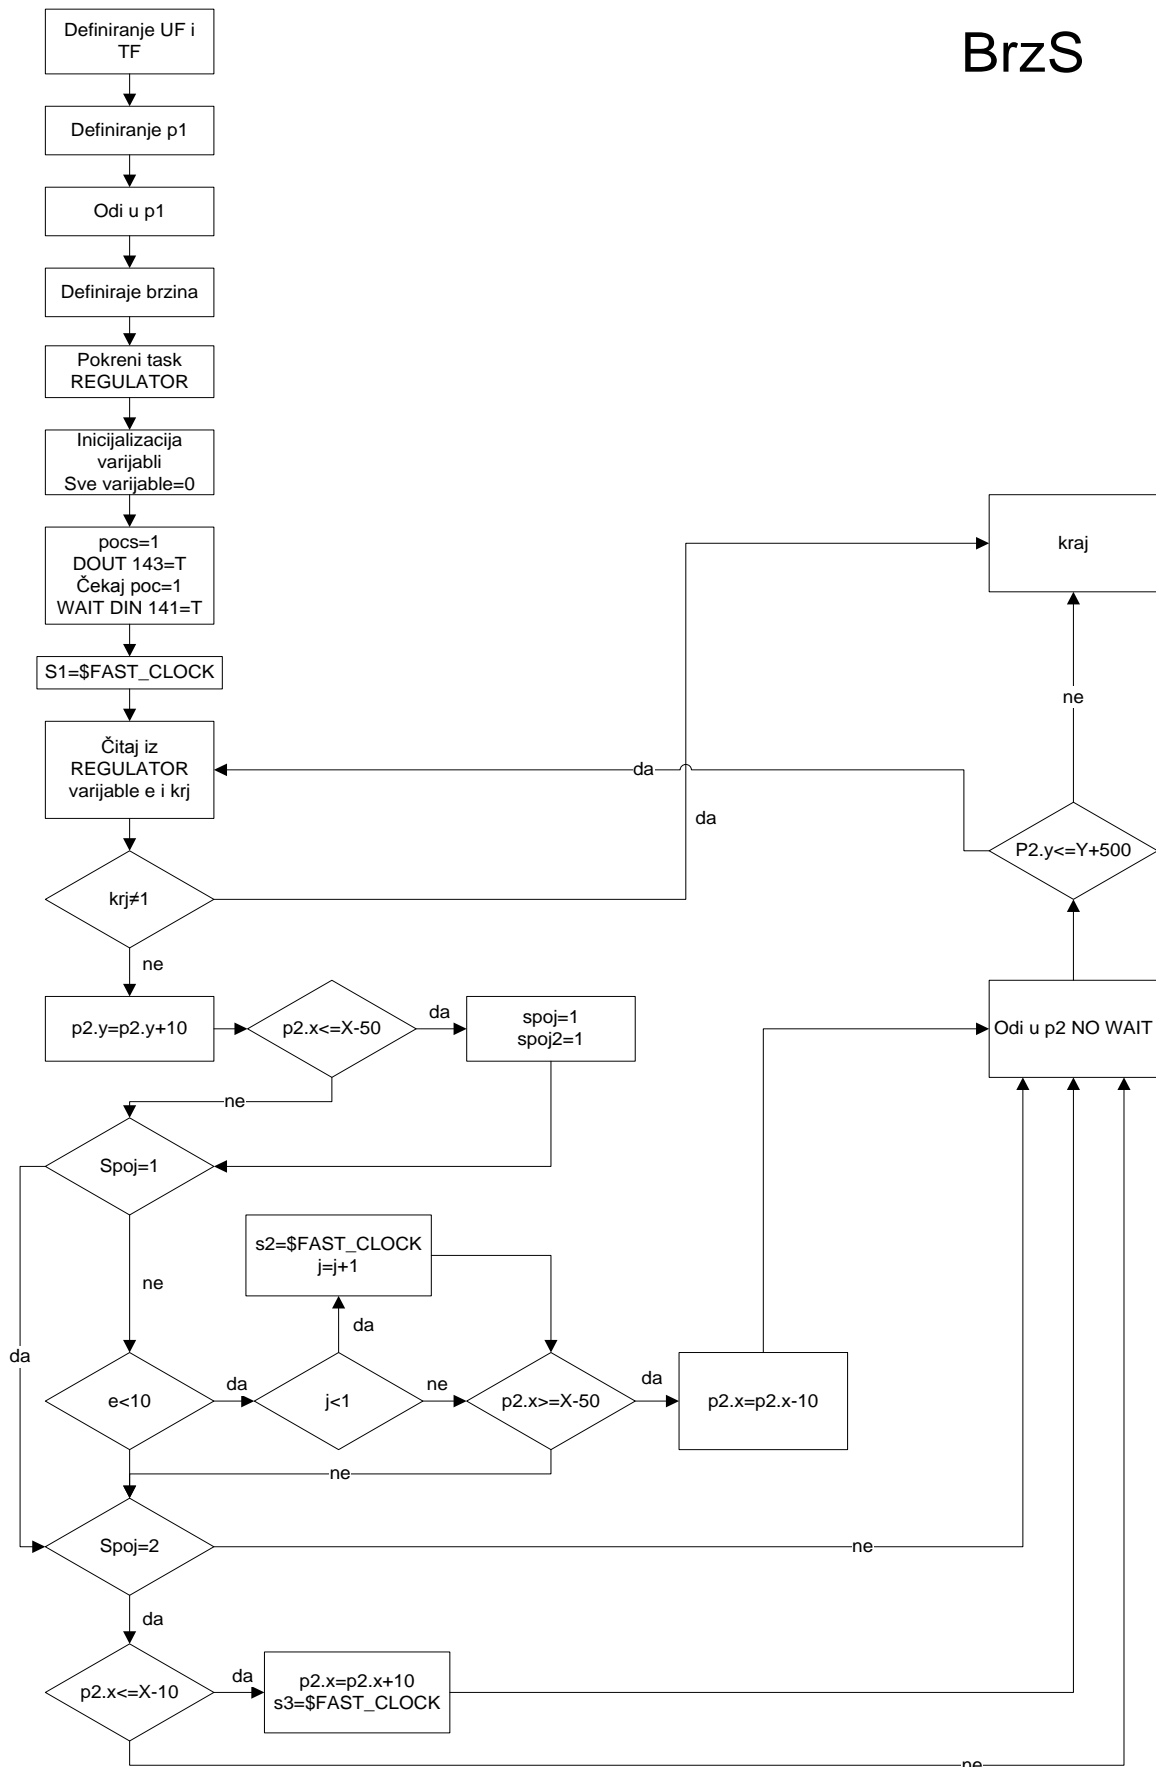 BrzS
Definiranje UF i
TF
Definiranje p1
Odi u p1
Definiraje brzina
Pokreni task
REGULATOR
Inicijalizacija
varijabli
Sve varijable=0
pocs=1
DOUT 143=T
Čekaj poc=1
WAIT DIN 141=T
S1=$FAST_CLOCK
Čitaj iz
REGULATOR
varijable e i krj
krj≠1
da
ne
kraj
ne
P2.y<=Y+500
da
p2.y=p2.y+10
p2.x<=X-50
da
spoj=1
spoj2=1
ne
Odi u p2 NO WAIT
Spoj=1
ne
da
s2=$FAST_CLOCK
j=j+1
da
e<10
da
j<1
ne
p2.x>=X-50
da
p2.x=p2.x-10
ne
Spoj=2
ne
da
p2.x<=X-10
da
p2.x=p2.x+10
s3=$FAST_CLOCK
ne